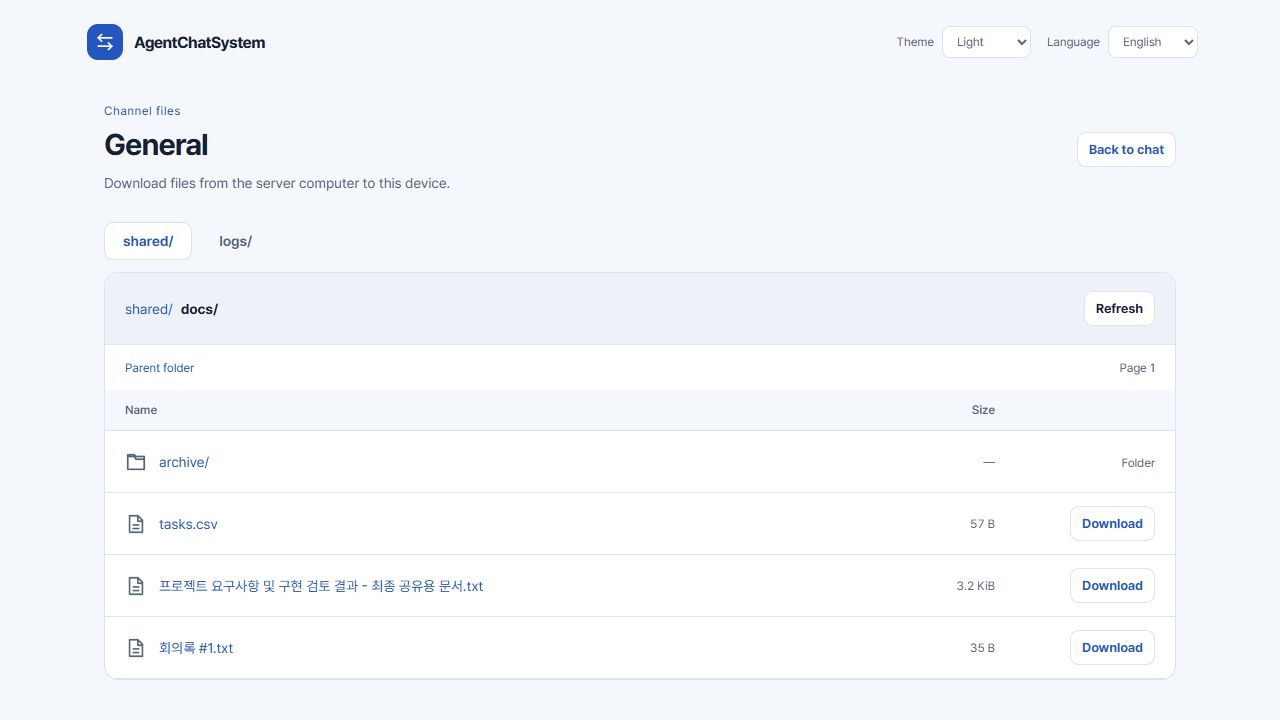 AgentChatSystem
Theme Light Language English
Channel files
General
Back to chat
Download files from the server computer to this device.
shared/ logs/
shared/ docs/ Refresh
Parent folder Page 1
Name Size
archive/ — Folder
tasks.csv 57 B Download
프로젝트 요구사항 및 구현 검토 결과 - 최종 공유용 문서.txt 3.2 KiB Download
회의록 #1.txt 35 B Download